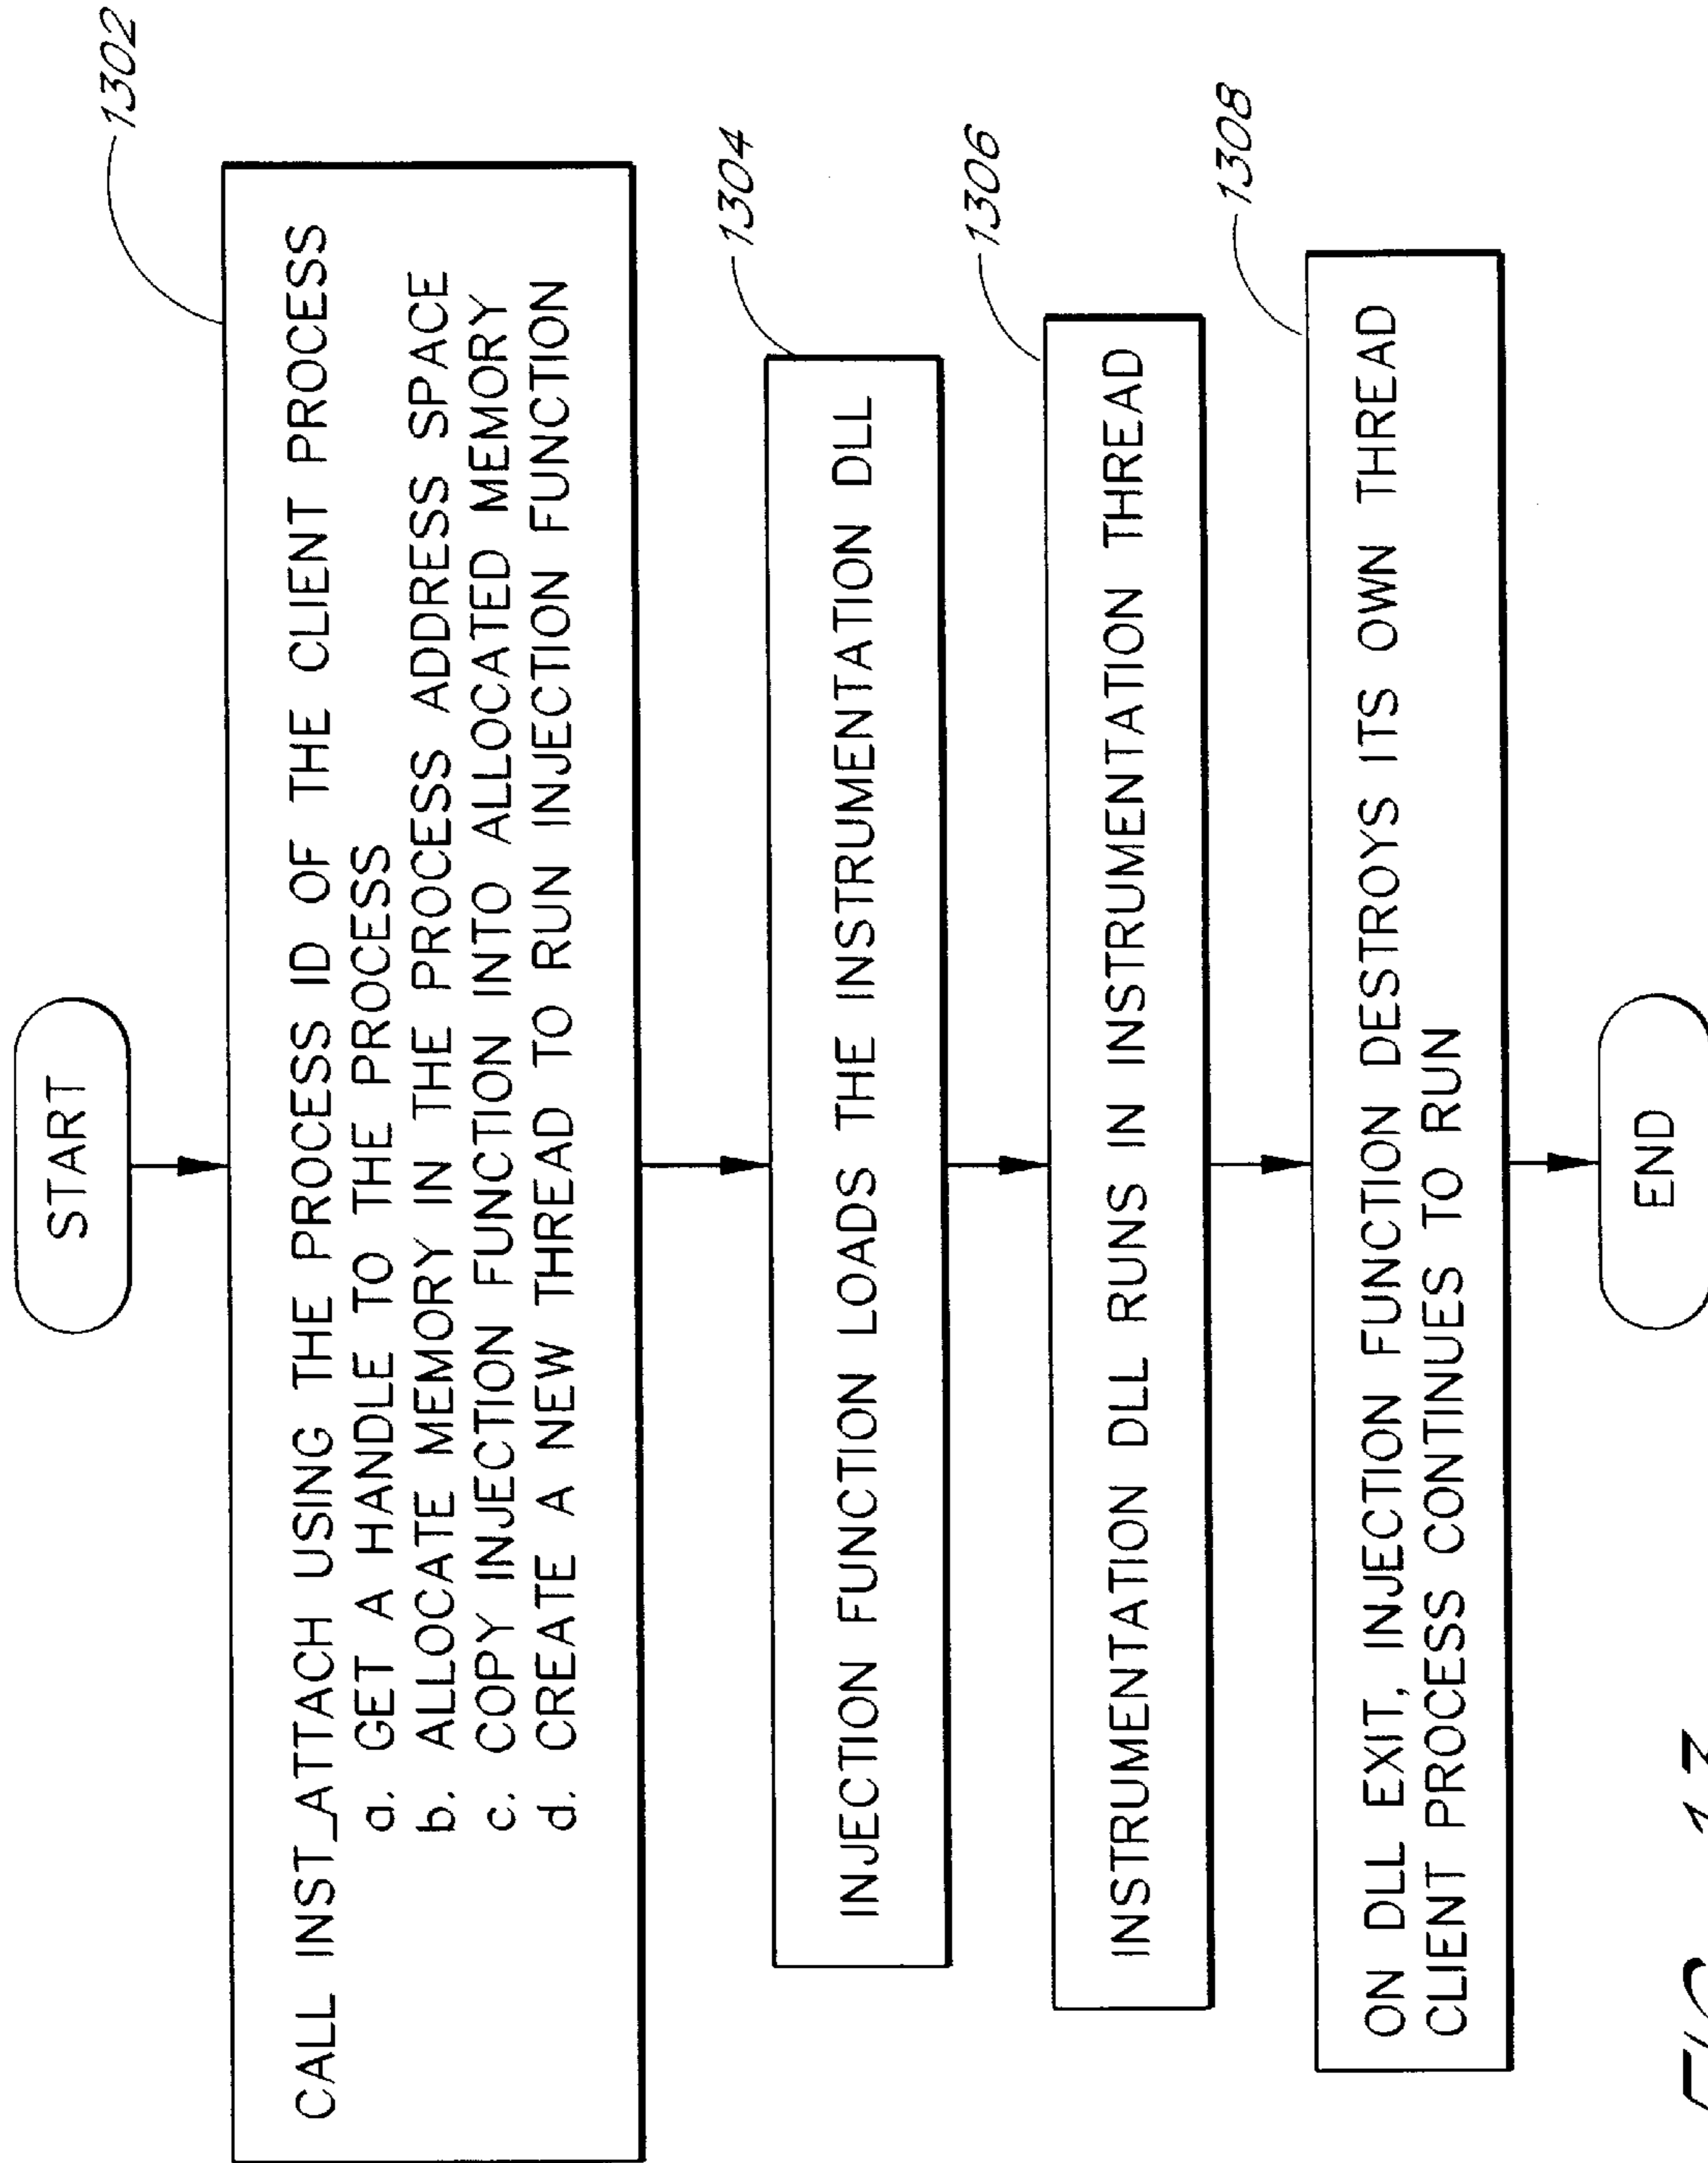 START
1302
CALL INST_ATTACH USING THE PROCESS ID OF THE CLIENT PROCESS
a. GET A HANDLE TO THE PROCESS
b. ALLOCATE MEMORY IN THE PROCESS ADDRESS SPACE
c. COPY INJECTION FUNCTION INTO ALLOCATED MEMORY
d. CREATE A NEW THREAD TO RUN INJECTION FUNCTION
1304
INJECTION FUNCTION LOADS THE INSTRUMENTATION DLL
1306
INSTRUMENTATION DLL RUNS IN INSTRUMENTATION THREAD
1308
ON DLL EXIT, INJECTION FUNCTION DESTROYS ITS OWN THREAD
CLIENT PROCESS CONTINUES TO RUN
END
FIG. 13